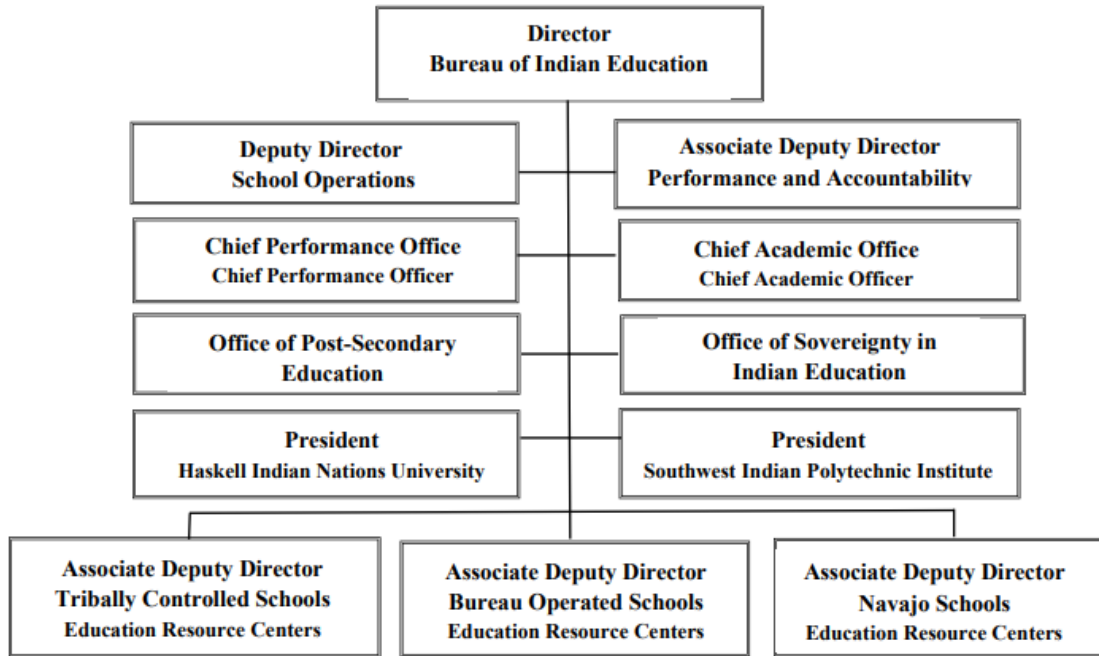 Director
Bureau of Indian Education
Deputy Director
School Operations
Associate Deputy Director
Performance and Accountability
Chief Performance Office
Chief Performance Officer
Chief Academic Office
Chief Academic Officer
Office of Post-Secondary
Education
Office of Sovereignty in
Indian Education
President
Haskell Indian Nations University
President
Southwest Indian Polytechnic Institute
Associate Deputy Director
Tribally Controlled Schools
Education Resource Centers
Associate Deputy Director
Bureau Operated Schools
Education Resource Centers
Associate Deputy Director
Navajo Schools
Education Resource Centers